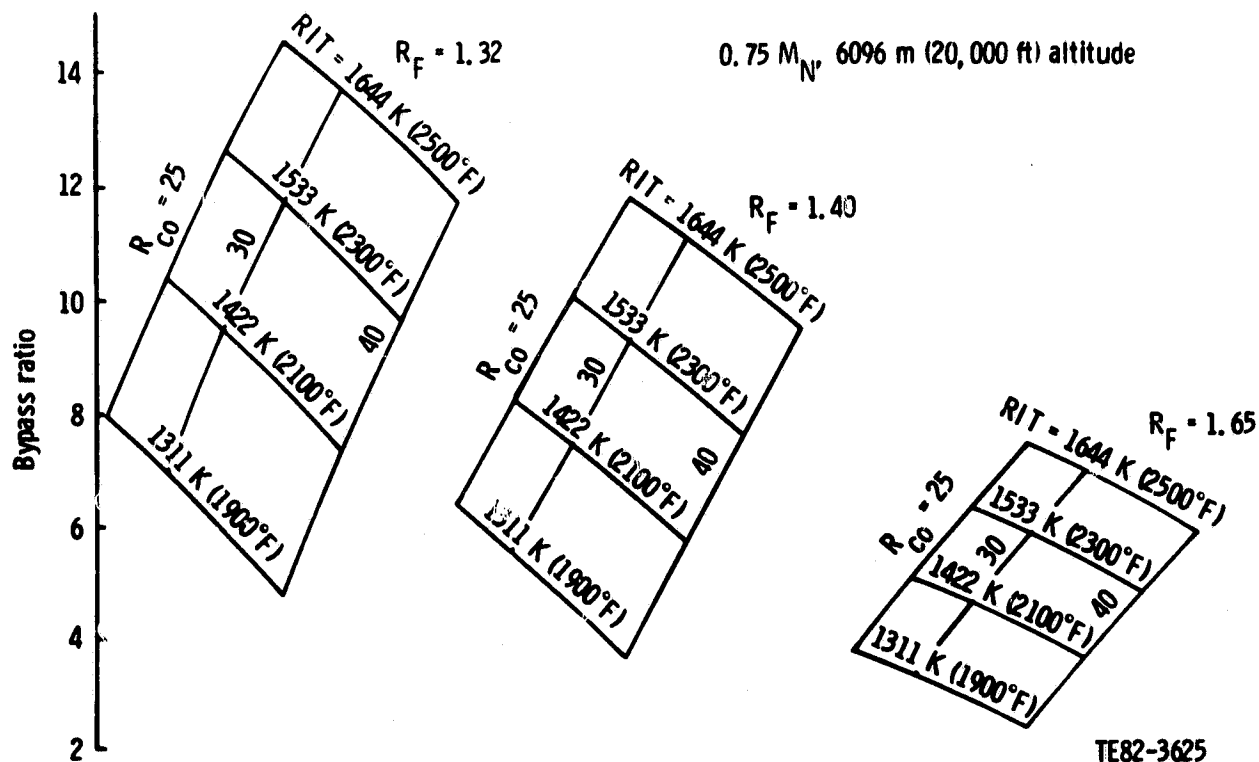 0.75 M_N, 6096 m (20,000 ft) altitude
Bypass ratio
14
12
10
8
6
4
2
R_F = 1.32
RIT = 1644 K (2500°F)
1533 K (2300°F)
1422 K (2100°F)
1311 K (1900°F)
R_CO = 25
30
40
R_F = 1.40
RIT = 1644 K (2500°F)
1533 K (2300°F)
1422 K (2100°F)
1311 K (1900°F)
R_CO = 25
30
40
R_F = 1.65
RIT = 1644 K (2500°F)
1533 K (2300°F)
1422 K (2100°F)
1311 K (1900°F)
R_CO = 25
30
40
TE82-3625